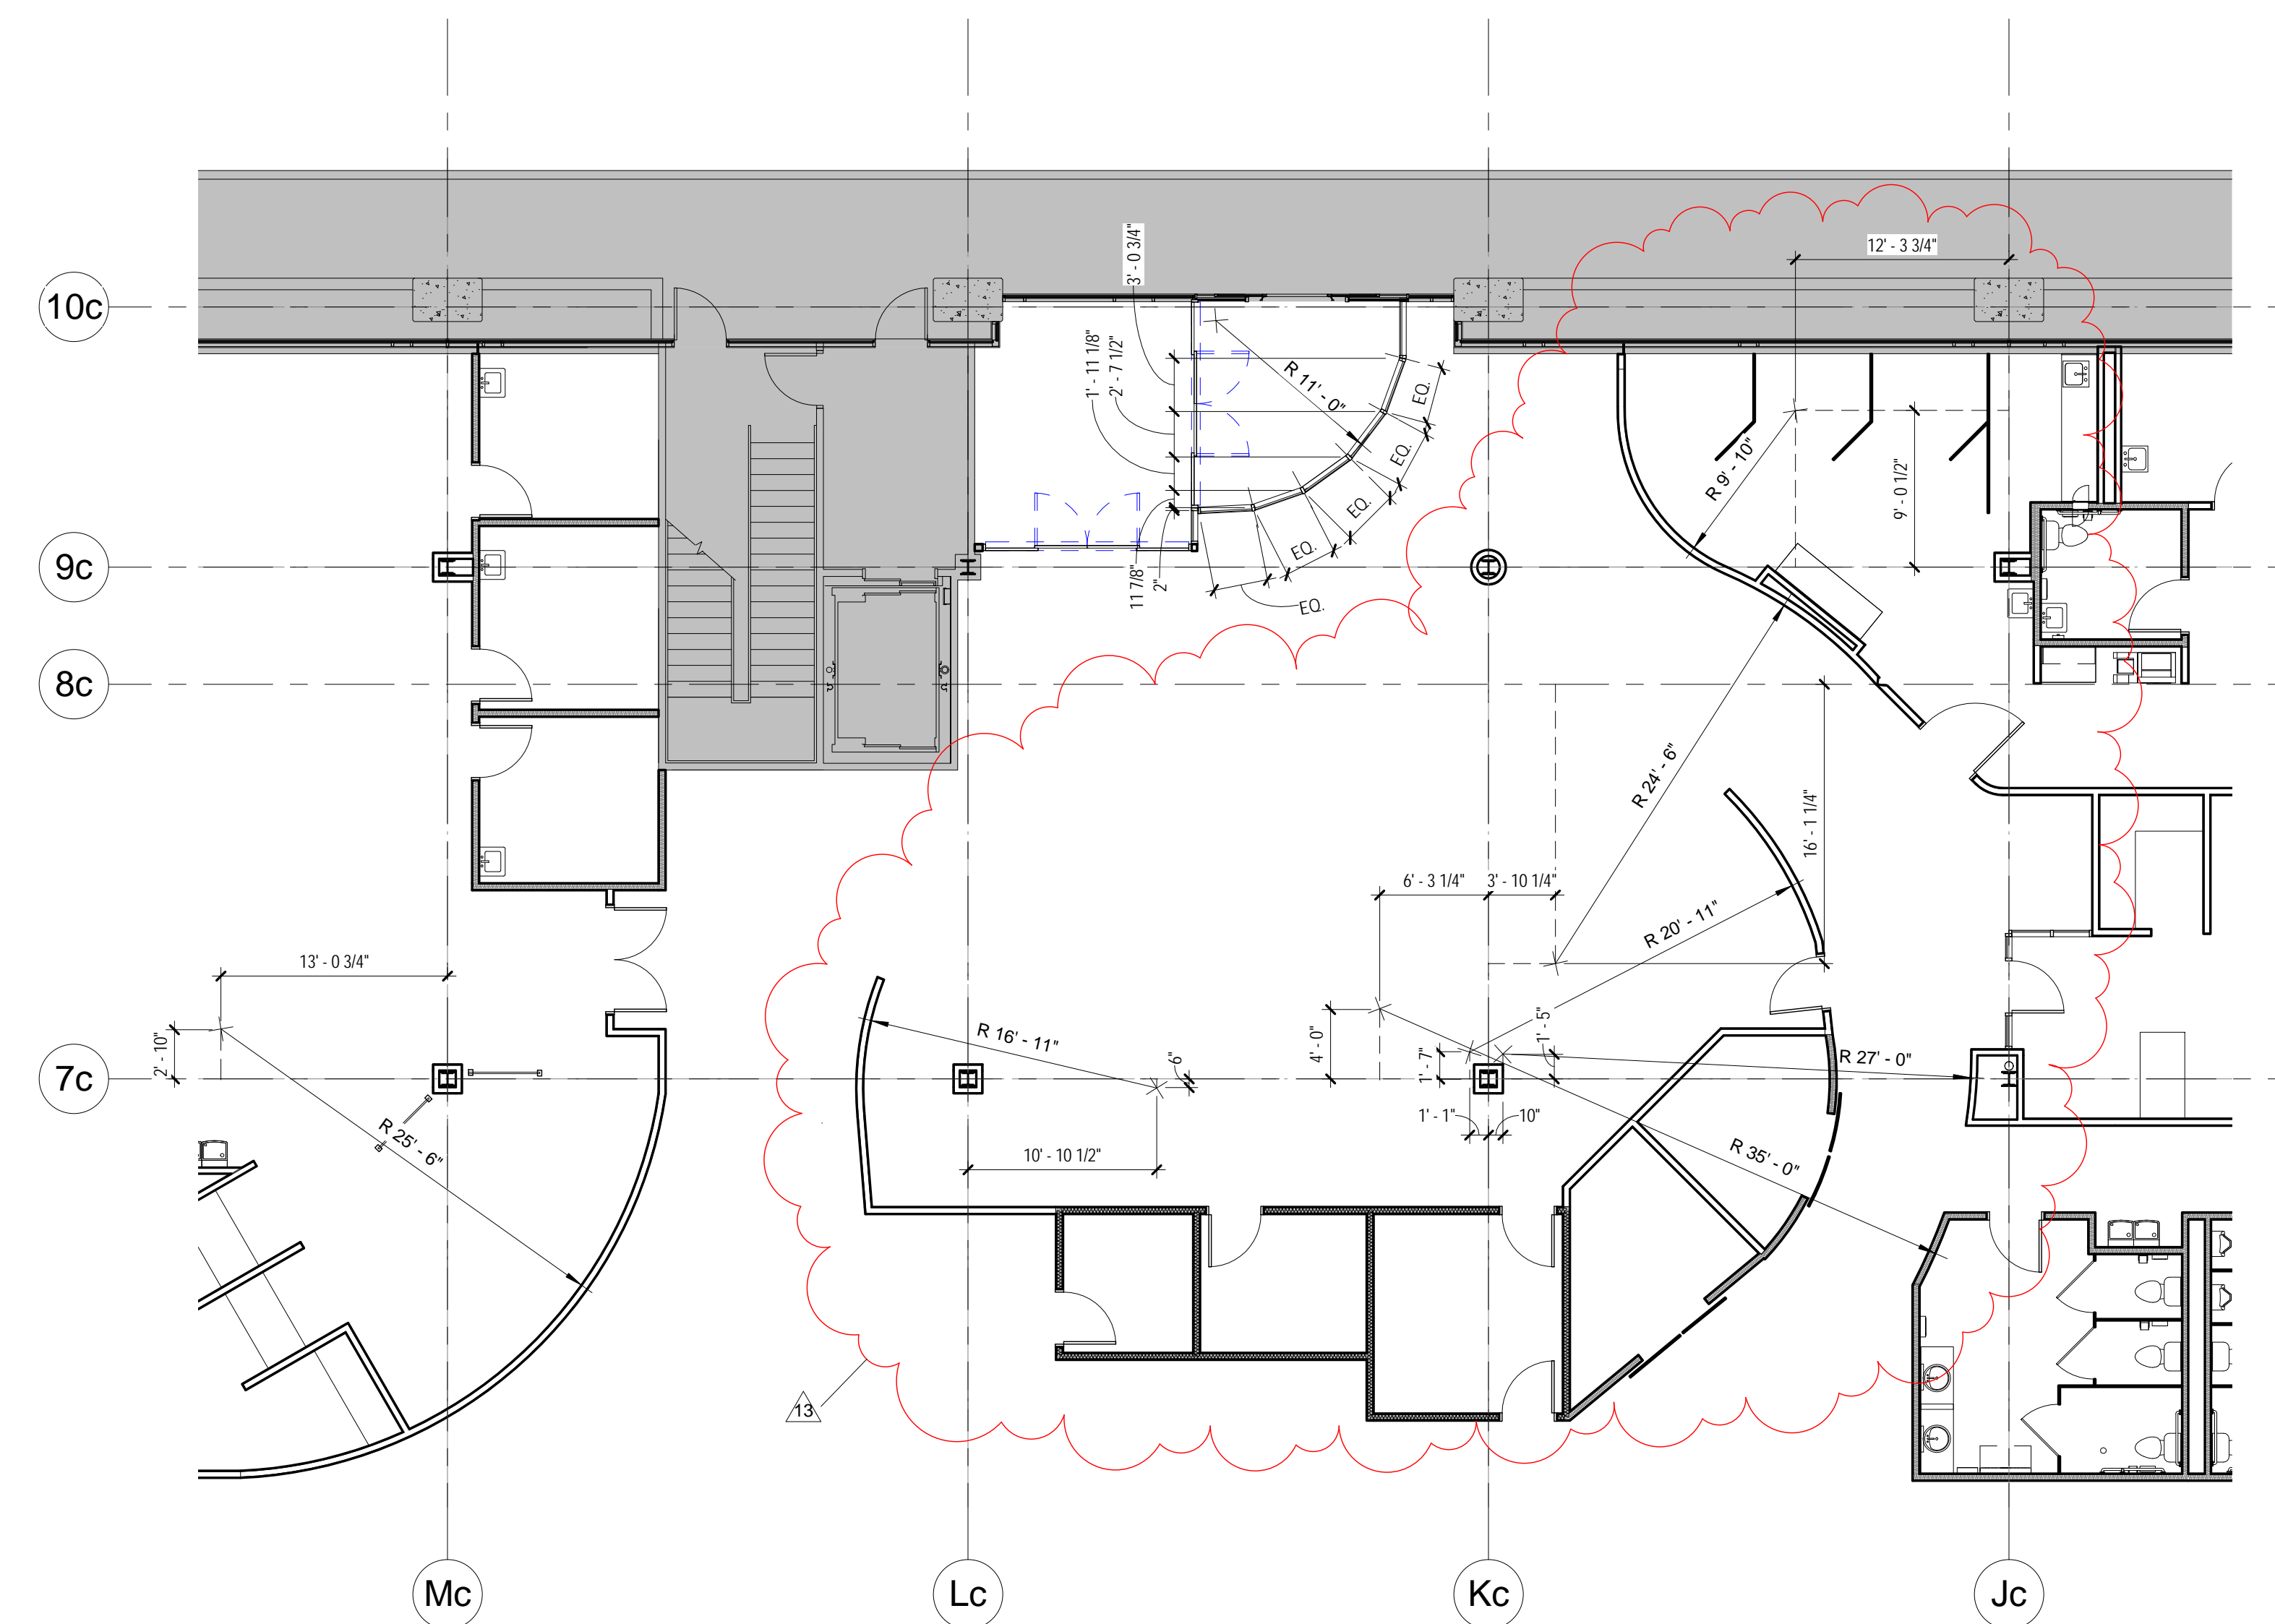 12' - 3 3/4"
3' - 0 3/4"
10c
1' - 11 1/8"
2' - 7 1/2"
R 11' - 0"
EQ.
EQ.
R 9' - 10"
9' - 0 1/2"
EQ.
EQ.
EQ.
11 7/8"
2"
9c
8c
R 24' - 6"
16' - 1 1/4"
6' - 3 1/4"
3' - 10 1/4"
R 20' - 11"
13' - 0 3/4"
2' - 10"
R 16' - 11"
6"
4' - 0"
1' - 7"
1' - 5"
R 27' - 0"
7c
1' - 1"
10"
R 25' - 6"
10' - 10 1/2"
R 35' - 0"
13
Mc
Lc
Kc
Jc